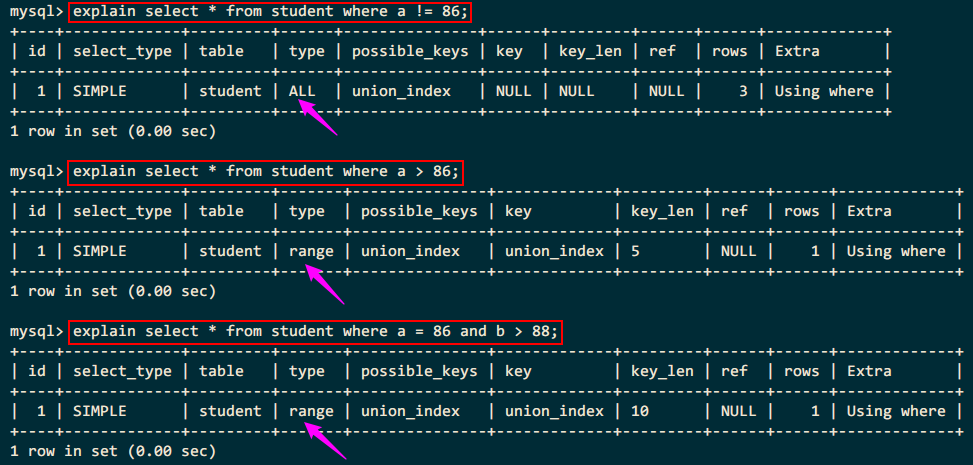 mysql> explain select * from student where a != 86;
+----+-------------+---------+------+---------------+------+---------+------+------+-------------+
| id | select_type | table   | type | possible_keys | key  | key_len | ref  | rows | Extra       |
+----+-------------+---------+------+---------------+------+---------+------+------+-------------+
|  1 | SIMPLE      | student | ALL  | union_index   | NULL | NULL    | NULL |    3 | Using where |
+----+-------------+---------+------+---------------+------+---------+------+------+-------------+
1 row in set (0.00 sec)
mysql> explain select * from student where a > 86;
+----+-------------+---------+-------+---------------+-------------+---------+------+------+-------------+
| id | select_type | table   | type  | possible_keys | key         | key_len | ref  | rows | Extra       |
+----+-------------+---------+-------+---------------+-------------+---------+------+------+-------------+
|  1 | SIMPLE      | student | range | union_index   | union_index | 5       | NULL |    1 | Using where |
+----+-------------+---------+-------+---------------+-------------+---------+------+------+-------------+
1 row in set (0.00 sec)
mysql> explain select * from student where a = 86 and b > 88;
+----+-------------+---------+-------+---------------+-------------+---------+------+------+-------------+
| id | select_type | table   | type  | possible_keys | key         | key_len | ref  | rows | Extra       |
+----+-------------+---------+-------+---------------+-------------+---------+------+------+-------------+
|  1 | SIMPLE      | student | range | union_index   | union_index | 10      | NULL |    1 | Using where |
+----+-------------+---------+-------+---------------+-------------+---------+------+------+-------------+
1 row in set (0.00 sec)